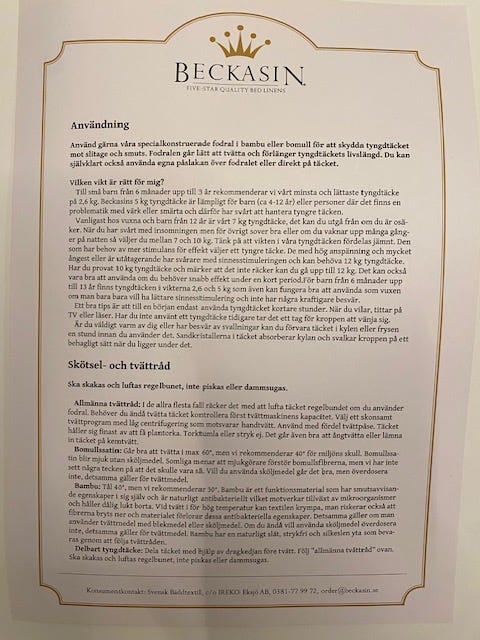 BECKASIN
FIVE-STAR QUALITY BED LINENS
Användning
Använd gärna våra specialkonstruerade fodral i bambu eller bomull för att skydda tyngdtäcket
mot slitage och smuts. Fodralen går lätt att tvätta och förlänger tyngdtäckets livslängd. Du kan
självklart också använda egna påslakan över fodralet eller direkt på täcket.
Vilken vikt är rätt för mig?
Till små barn från 6 månader upp till 3 år rekommenderar vi vårt minsta och lättaste tyngdtäcke
på 2,6 kg. Beckasins 5 kg tyngdtäcke är lämpligt för barn (ca 4-12 år) eller personer där det finns en
problematik med värk eller smärta och därför har svårt att hantera tyngre täcken.
Vanligast bos vuxna och barn från 12 år är vårt 7 kg tyngdtäcke, det kan du utgå från om du är osä-
ker. När du har svårt med insomningen men för övrigt sover bra eller om du vaknar upp många gång-
er på natten så väljer du mellan 7 och 10 kg. Tänk på att vikten i våra tyngdtäcken fördelas jämnt. Den
som har behov av mer stimulans för effekt väljer ett tyngre täcke. De med hög anspänning och mycket
ångest eller är utåtagerande har svårare med sinnesstimuleringen och kan behöva 12 kg tyngdtäcke.
Har du provat 10 kg tyngdtäcke och märker att det inte räcker kan du gå upp till 12 kg. Det kan också
vara bra att använda om du behöver snabb effekt under en kort period.För barn från 6 månader upp
till 13 år finns tyngdtäcken i vikterna 2,6 och 5 kg som även kan fungera bra att använda som vuxen
om man bara bara vill ha lättare sinnesstimulering och inte har några kraftigare besvär.
Ett bra tips är att till en början endast använda tyngdtäcket kortare stunder. När du vilar, tittar på
TV eller läser. Har du inte använt ett tyngdtäcke tidigare tar det ett tag för kroppen att vänja sig.
Är du väldigt varm av dig eller har besvär av svallningar kan du förvara täcket i kylen eller frysen
en stund innan du använder det. Sandkristallerna i täcket absorberar kylan och svalkar kroppen på ett
behagligt sätt när du ligger under det.
Skötsel- och tvättråd
Ska skakas och luftas regelbunet, inte piskas eller dammsugas.
Allmänna tvättråd: I de allra flesta fall räcker det med att lufta täcket regelbundet om du använder
fodral. Behöver du ändå tvätta täcket kontrollera först tvättmaskinens kapacitet. Välj ett skonsamt
tvättprogram med låg centrifugering som motsvarar handtvätt. Använd med fördel tvättpåse. Täcket
håller sig finast av att få plantorka. Torktumla eller stryk ej. Det går även bra att ångtvätta eller lämna
in täcket på kemtvätt.
Bomullssatin: Går bra att tvätta i max 60°, men vi rekommenderar 40° för miljöns skull. Bomullssa-
tin blir mjuk utan sköljmedel. Somliga menar att mjukgörare förstör bomullsfibrerna, men vi har inte
sett några tecken på att det skulle vara så. Vill du använda sköljmedel går det bra, men överdosera
inte, detsamma gäller för tvättmedel.
Bambu: Tål 40°, men vi rekommenderar 30°. Bambu är ett funktionsmaterial som har smutsavvisan-
de egenskaper i sig själv och är naturligt antibakteriellt vilket motverkar tillväxt av mikroorganismer
och håller dålig lukt borta. Vid tvätt i för hög temperatur kan textilen krympa, man riskerar också att
fibrerna bryts ner och materialet förlorar dessa antibakteriella egenskaper. Detsamma gäller om man
använder tvättmedel med blekmedel eller sköljmedel. Om du ändå vill använda sköljmedel överdosera
inte, detsamma gäller för tvättmedel. Bambu har en naturligt slät, strykfri och silkeslen yta som beva-
ras genom att följa tvättråden.
Delbart tyngdtäcke: Dela täcket med hjälp av dragkedjan före tvätt. Följ "allmänna tvättråd" ovan.
Ska skakas och luftas regelbunet, inte piskas eller dammsugas.
Konsumentkontakt: Svensk Bäddtextil, c/o IREKO Eksjö AB, 0381-77 99 72, order@beckasin.se